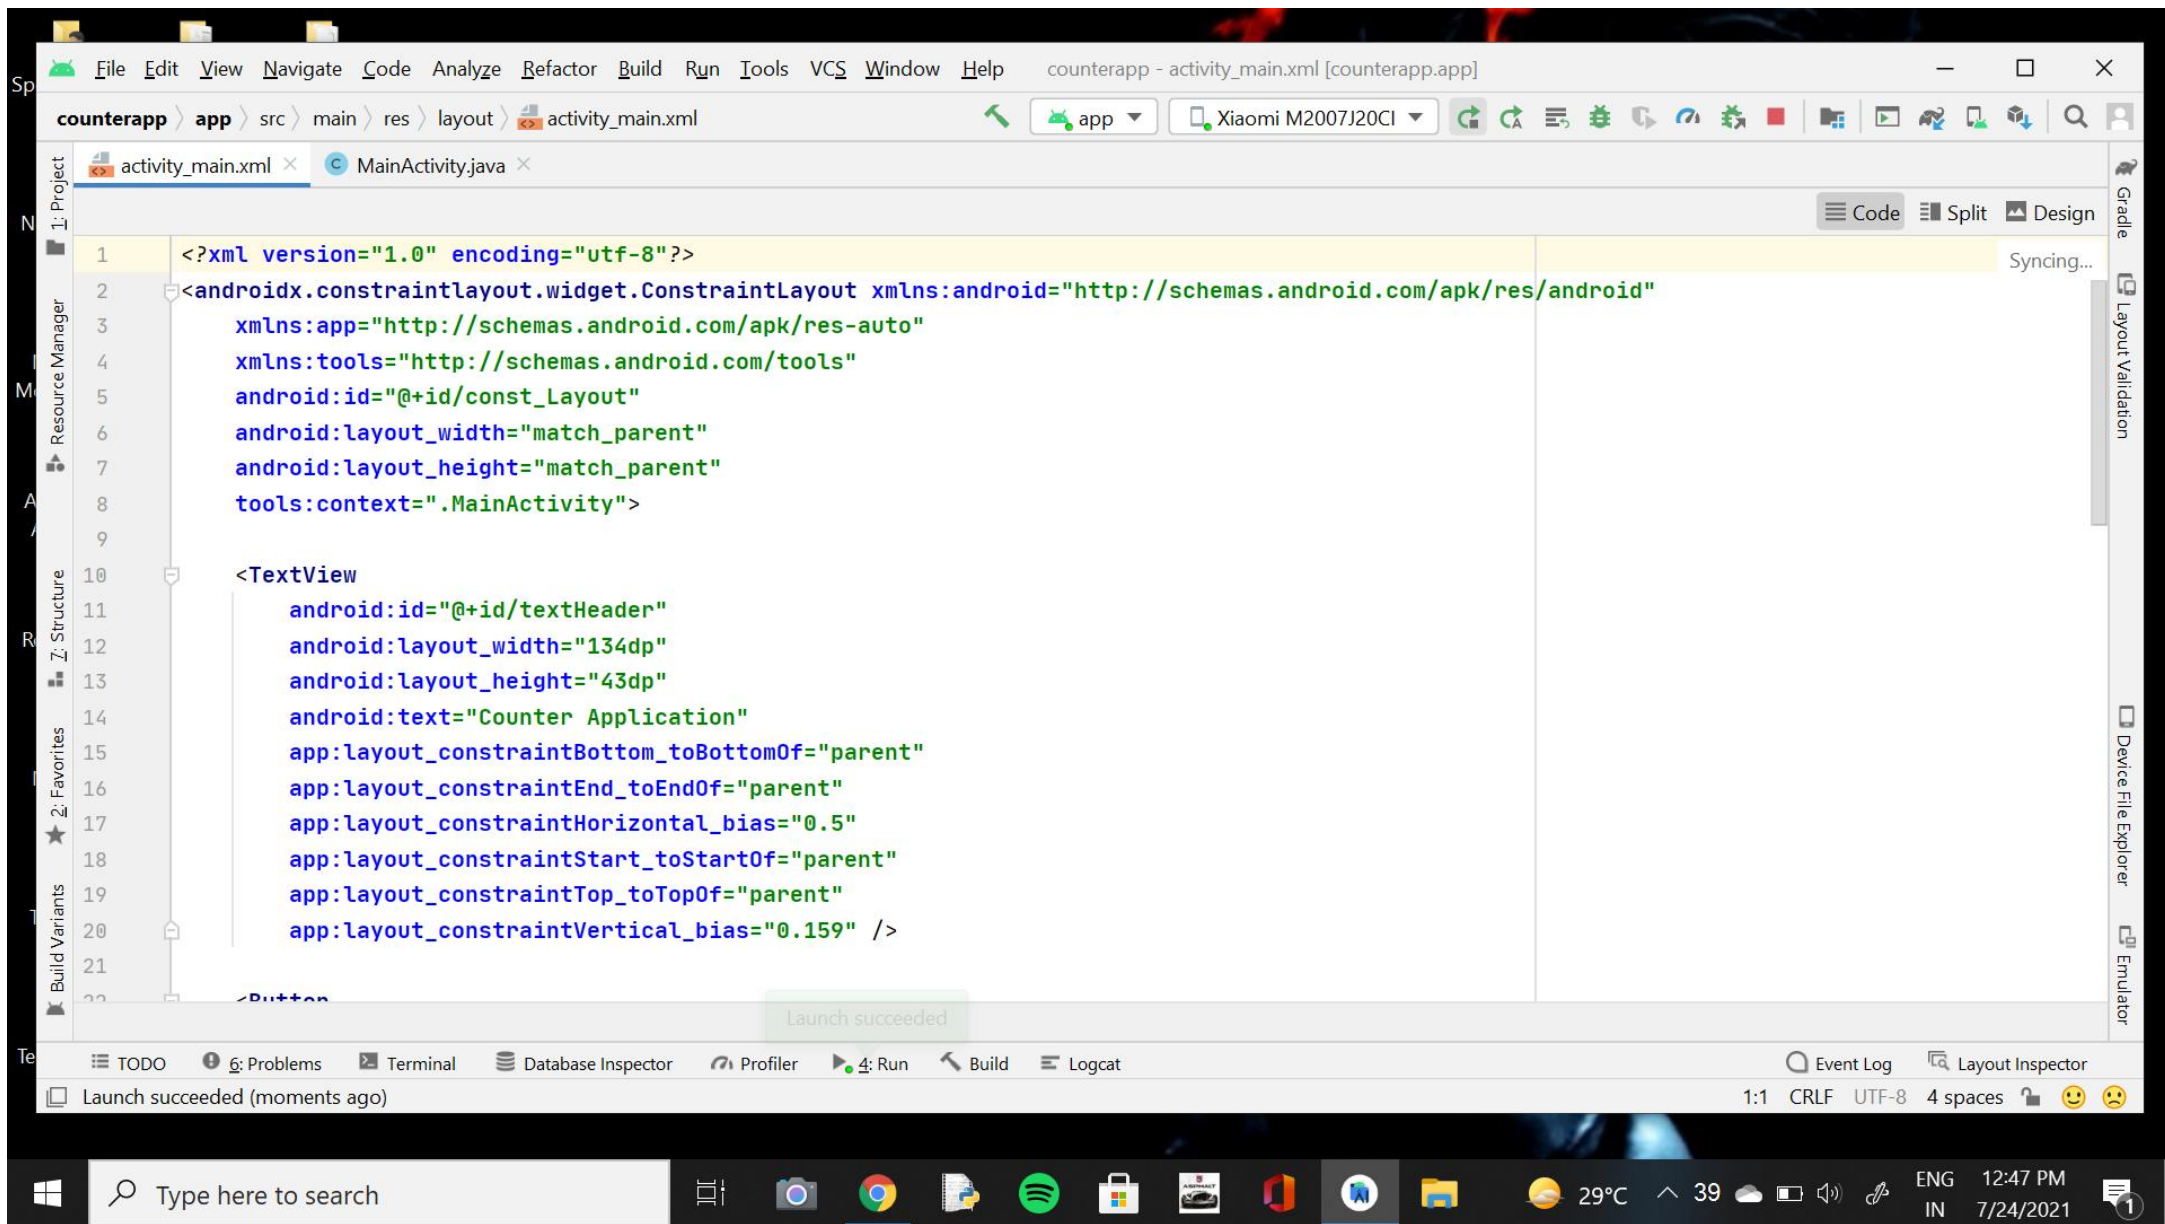 File Edit View Navigate Code Analyze Refactor Build Run Tools VCS Window Help counterapp - activity_main.xml [counterapp.app]
counterapp app src main res layout activity_main.xml app Xiaomi M2007J20CI
activity_main.xml MainActivity.java
Code Split Design
Syncing...
1 <?xml version="1.0" encoding="utf-8"?>
2 <androidx.constraintlayout.widget.ConstraintLayout xmlns:android="http://schemas.android.com/apk/res/android"
3 xmlns:app="http://schemas.android.com/apk/res-auto"
4 xmlns:tools="http://schemas.android.com/tools"
5 android:id="@+id/const_Layout"
6 android:layout_width="match_parent"
7 android:layout_height="match_parent"
8 tools:context=".MainActivity">
9
10 <TextView
11 android:id="@+id/textHeader"
12 android:layout_width="134dp"
13 android:layout_height="43dp"
14 android:text="Counter Application"
15 app:layout_constraintBottom_toBottomOf="parent"
16 app:layout_constraintEnd_toEndOf="parent"
17 app:layout_constraintHorizontal_bias="0.5"
18 app:layout_constraintStart_toStartOf="parent"
19 app:layout_constraintTop_toTopOf="parent"
20 app:layout_constraintVertical_bias="0.159" />
21
22 <Button
1: Project
Resource Manager
7: Structure
2: Favorites
Build Variants
Gradle
Layout Validation
Device File Explorer
Emulator
Launch succeeded
TODO 6: Problems Terminal Database Inspector Profiler 4: Run Build Logcat Event Log Layout Inspector
Launch succeeded (moments ago) 1:1 CRLF UTF-8 4 spaces
Type here to search
29°C 39 ENG 12:47 PM
IN 7/24/2021
1